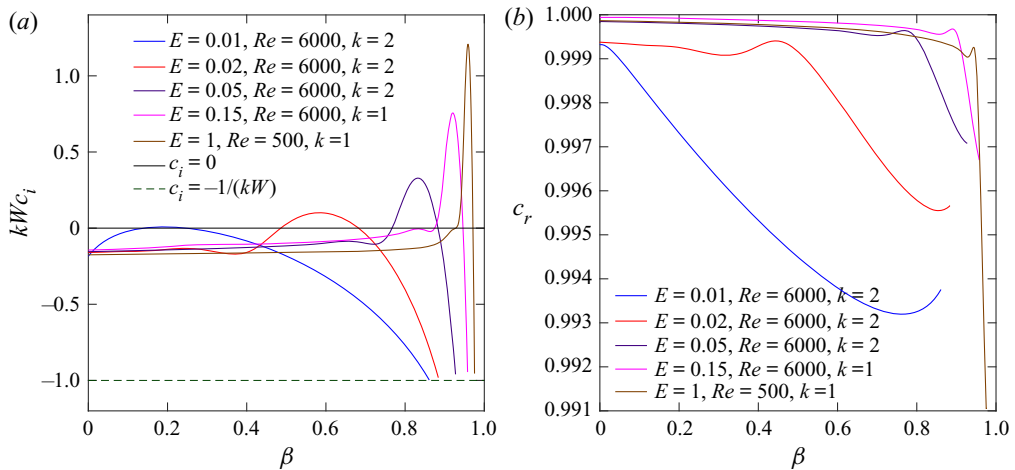 (a)
E = 0.01, Re = 6000, k = 2
E = 0.02, Re = 6000, k = 2
E = 0.05, Re = 6000, k = 2
E = 0.15, Re = 6000, k = 1
E = 1, Re = 500, k = 1
c_i = 0
c_i = –1/(kW)
kWc_i
1.0
0.5
0
–0.5
–1.0
0 0.2 0.4 0.6 0.8 1.0
β
(b)
c_r
1.000
0.999
0.998
0.997
0.996
0.995
0.994
0.993
0.992
0.991
E = 0.01, Re = 6000, k = 2
E = 0.02, Re = 6000, k = 2
E = 0.05, Re = 6000, k = 2
E = 0.15, Re = 6000, k = 1
E = 1, Re = 500, k = 1
0 0.2 0.4 0.6 0.8 1.0
β